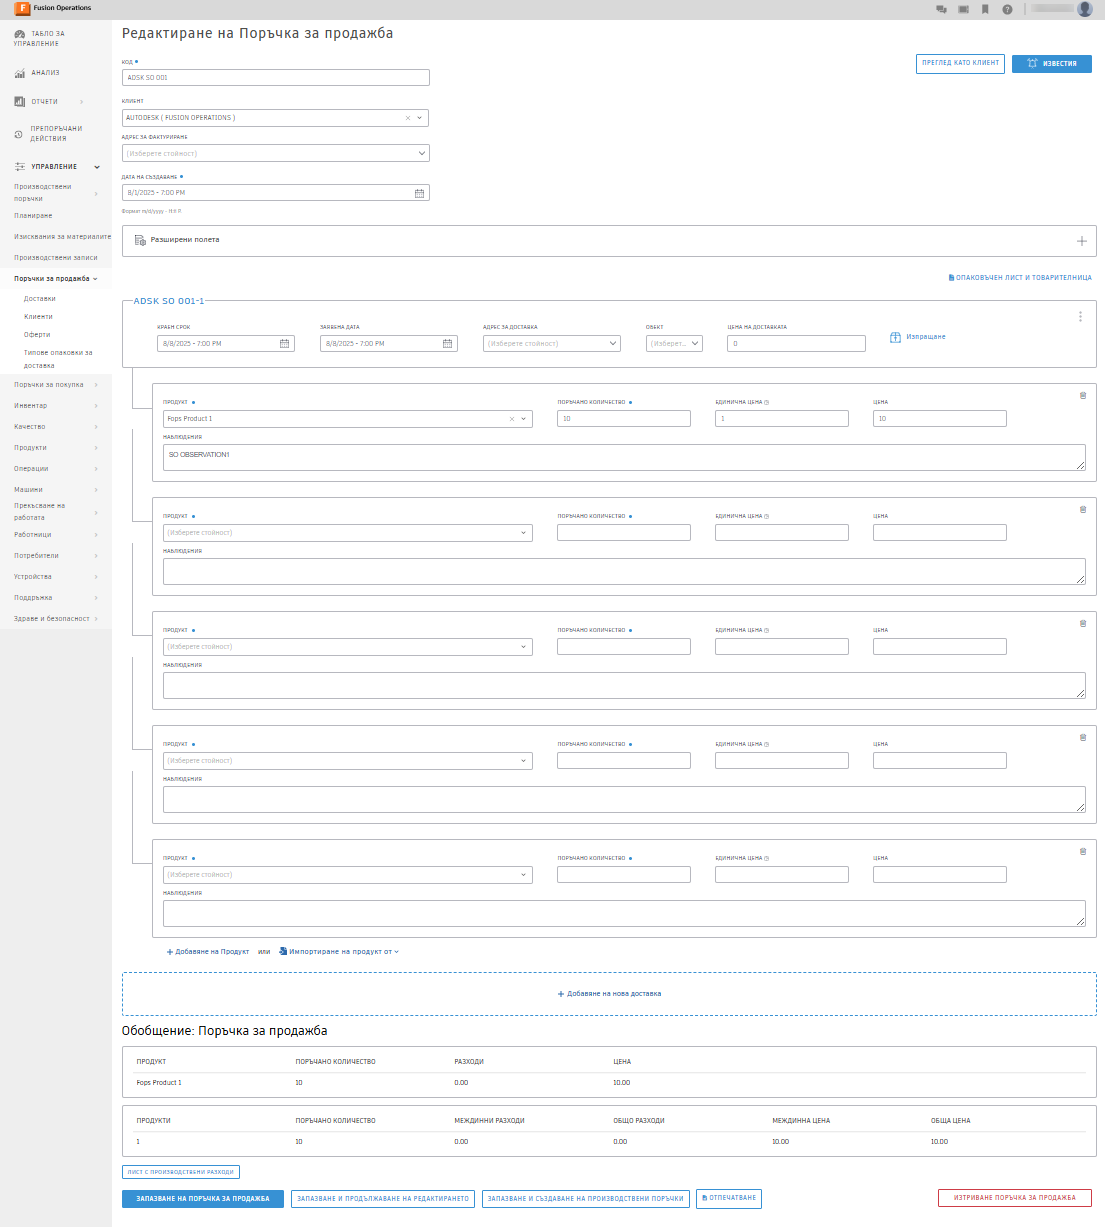 Fusion Operations
ТАБЛО ЗА
УПРАВЛЕНИЕ
АНАЛИЗ
ОТЧЕТИ
ПРЕПОРЪЧАНИ
ДЕЙСТВИЯ
УПРАВЛЕНИЕ
Производствени
поръчки
Планиране
Изисквания за материалите
Производствени записи
Поръчки за продажба
Доставки
Клиенти
Оферти
Типове опаковки за
доставка
Поръчки за покупка
Инвентар
Качество
Продукти
Операции
Машини
Прекъсване на
работата
Работници
Потребители
Устройства
Поддръжка
Здраве и безопасност
Редактиране на Поръчка за продажба
ПРЕГЛЕД КАТО КЛИЕНТ
ИЗВЕСТИЯ
КОД
ADSK SO 001
КЛИЕНТ
AUTODESK ( FUSION OPERATIONS )
АДРЕС ЗА ФАКТУРИРАНЕ
(Изберете стойност)
ДАТА НА СЪЗДАВАНЕ
8/1/2025 - 7:00 PM
Формат m/d/yyyy - H:H P.
Разширени полета
ОПАКОВЪЧЕН ЛИСТ И ТОВАРИТЕЛНИЦА
ADSK SO 001-1
КРАЕН СРОК ЗАЯВЕНА ДАТА АДРЕС ЗА ДОСТАВКА ОБЕКТ ЦЕНА НА ДОСТАВКАТА
8/8/2025 - 7:00 PM 8/8/2025 - 7:00 PM (Изберете стойност) (Изберет... 0 Изпращане
ПРОДУКТ ПОРЪЧАНО КОЛИЧЕСТВО ЕДИНИЧНА ЦЕНА ЦЕНА
Fops Product 1 10 1 10
НАБЛЮДЕНИЯ
SO OBSERVATION1
ПРОДУКТ ПОРЪЧАНО КОЛИЧЕСТВО ЕДИНИЧНА ЦЕНА ЦЕНА
(Изберете стойност)
НАБЛЮДЕНИЯ
ПРОДУКТ ПОРЪЧАНО КОЛИЧЕСТВО ЕДИНИЧНА ЦЕНА ЦЕНА
(Изберете стойност)
НАБЛЮДЕНИЯ
ПРОДУКТ ПОРЪЧАНО КОЛИЧЕСТВО ЕДИНИЧНА ЦЕНА ЦЕНА
(Изберете стойност)
НАБЛЮДЕНИЯ
ПРОДУКТ ПОРЪЧАНО КОЛИЧЕСТВО ЕДИНИЧНА ЦЕНА ЦЕНА
(Изберете стойност)
НАБЛЮДЕНИЯ
+ Добавяне на Продукт или Импортиране на продукт от
+ Добавяне на нова доставка
Обобщение: Поръчка за продажба
ПРОДУКТ ПОРЪЧАНО КОЛИЧЕСТВО РАЗХОДИ ЦЕНА
Fops Product 1 10 0.00 10.00
ПРОДУКТИ ПОРЪЧАНО КОЛИЧЕСТВО МЕЖДИННИ РАЗХОДИ ОБЩО РАЗХОДИ МЕЖДИННА ЦЕНА ОБЩА ЦЕНА
1 10 0.00 0.00 10.00 10.00
ЛИСТ С ПРОИЗВОДСТВЕНИ РАЗХОДИ
ЗАПАЗВАНЕ НА ПОРЪЧКА ЗА ПРОДАЖБА ЗАПАЗВАНЕ И ПРОДЪЛЖАВАНЕ НА РЕДАКТИРАНЕТО ЗАПАЗВАНЕ И СЪЗДАВАНЕ НА ПРОИЗВОДСТВЕНИ ПОРЪЧКИ ОТПЕЧАТВАНЕ ИЗТРИВАНЕ ПОРЪЧКА ЗА ПРОДАЖБА